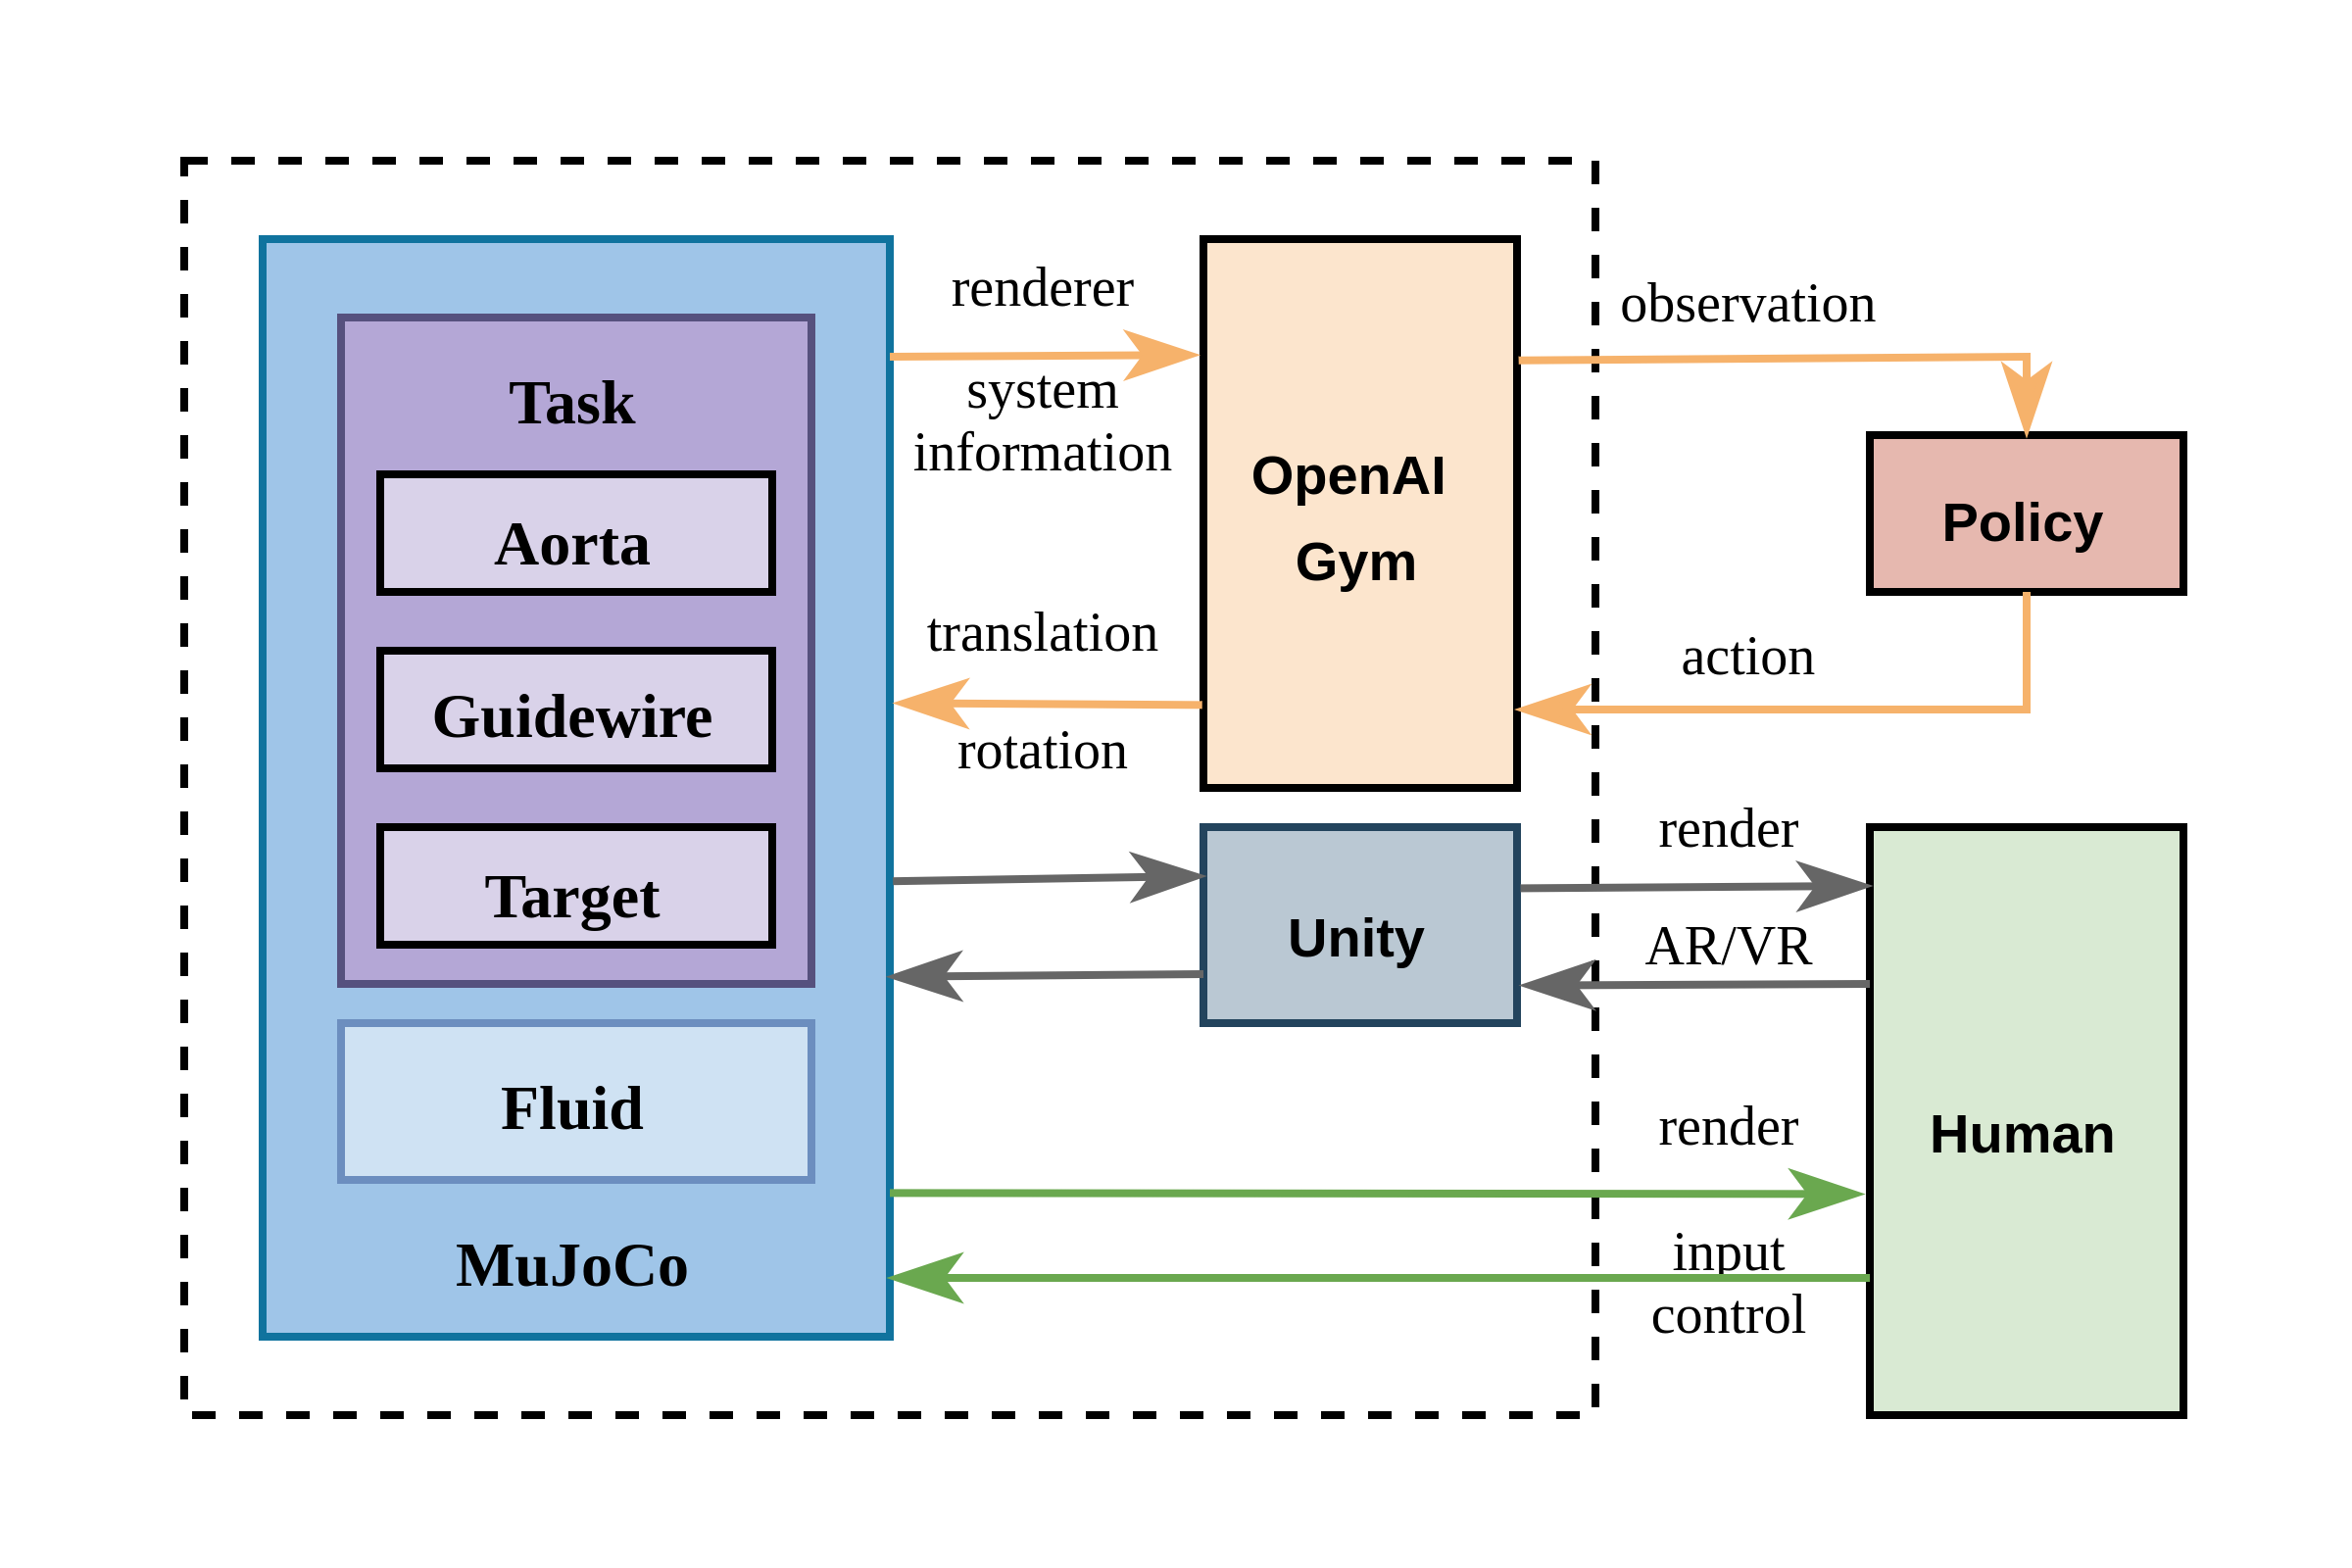 Task
Aorta
Guidewire
Target
Fluid
MuJoCo
renderer
system
information
translation
rotation
OpenAI
Gym
Unity
observation
Policy
action
render
AR/VR
render
input
control
Human